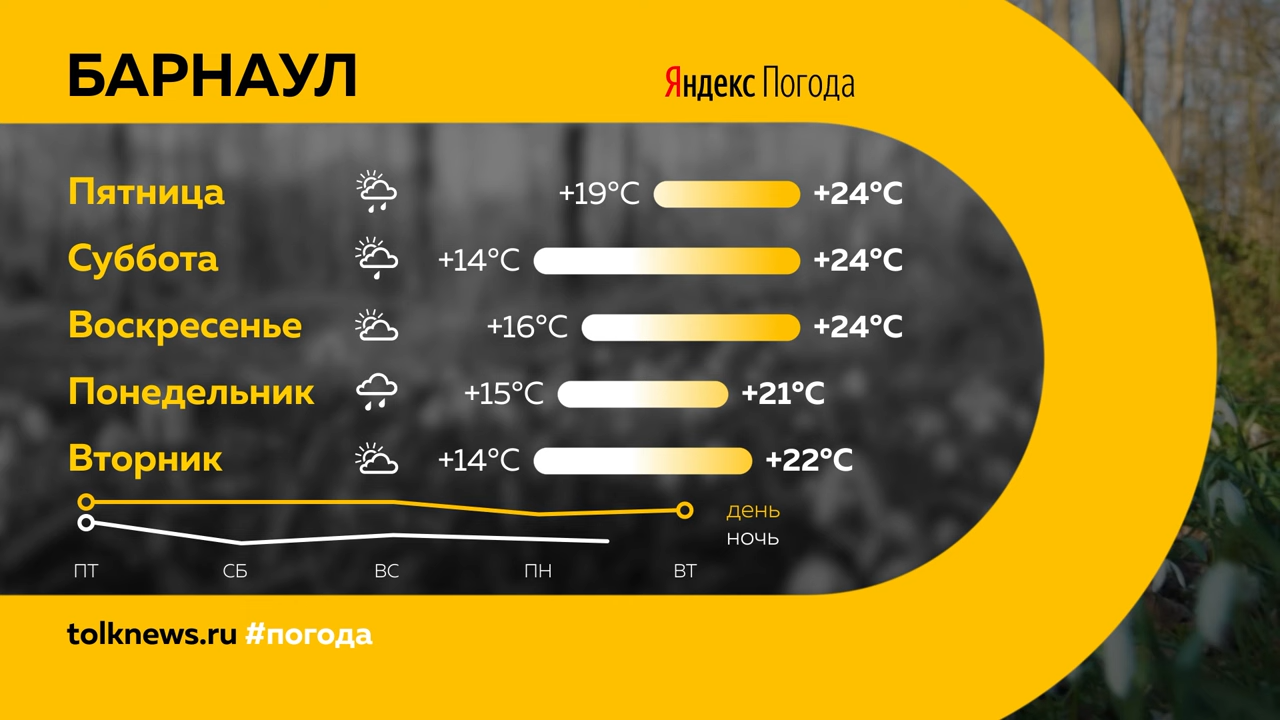 БАРНАУЛ
Яндекс Погода
Пятница +19°C +24°C
Суббота +14°C +24°C
Воскресенье +16°C +24°C
Понедельник +15°C +21°C
Вторник +14°C +22°C
день
ночь
ПТ СБ ВС ПН ВТ
tolknews.ru #погода